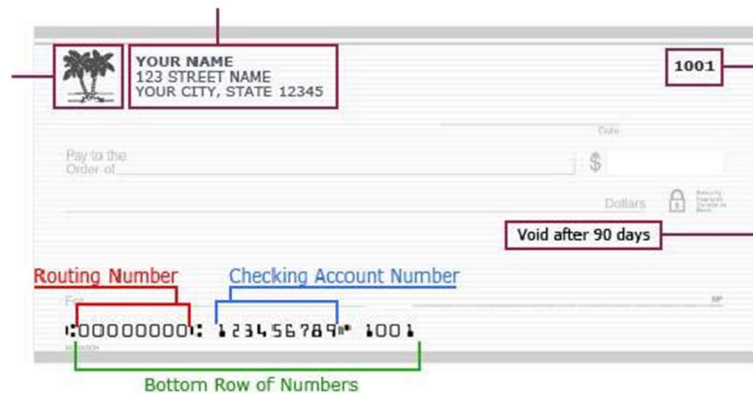 YOUR NAME
123 STREET NAME
YOUR CITY, STATE 12345
1001
Date
Pay to the
Order of
$
Dollars
Void after 90 days
Routing Number
Checking Account Number
For
MP
⑆00000000⑆ 123456789⑈ 1001
Bottom Row of Numbers